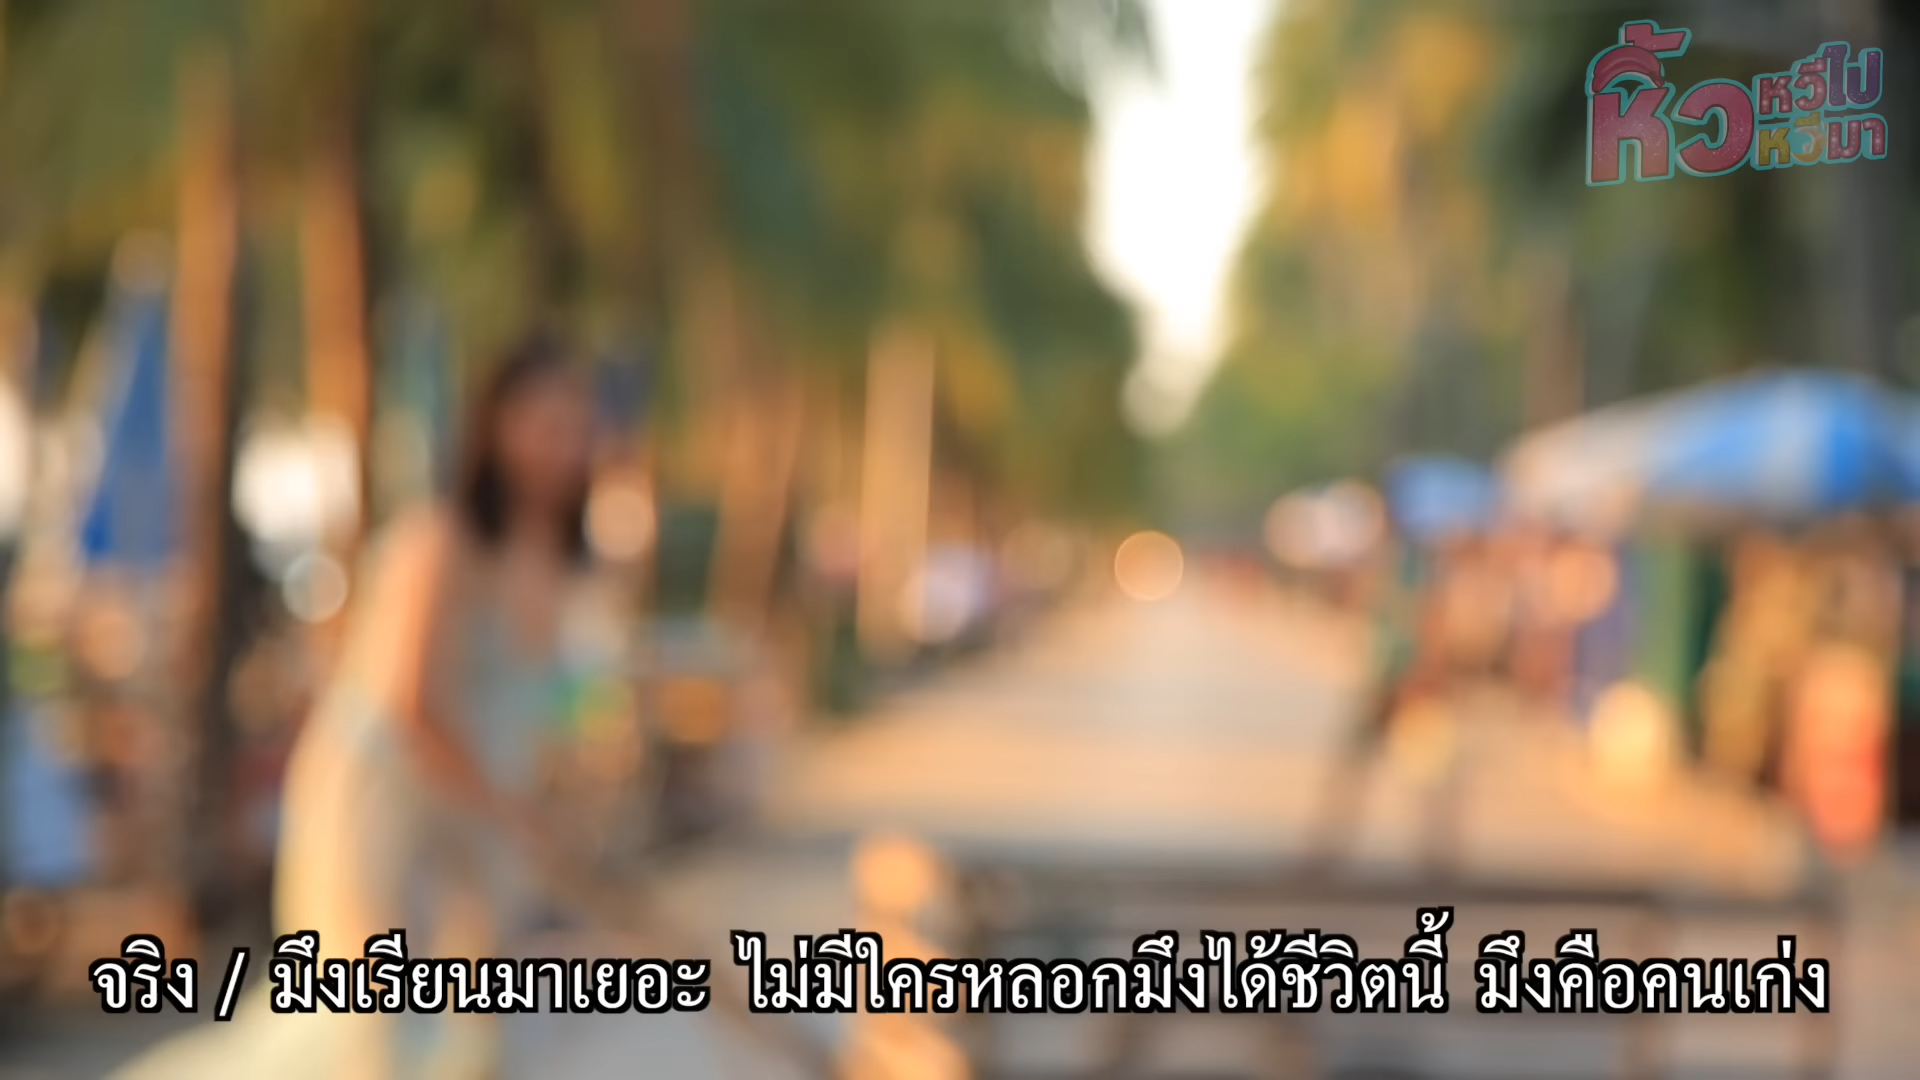 หิ้วหวีไป
หวีมา
จริง / มึงเรียนมาเยอะ ไม่มีใครหลอกมึงได้ชีวิตนี้ มึงคือคนเก่ง